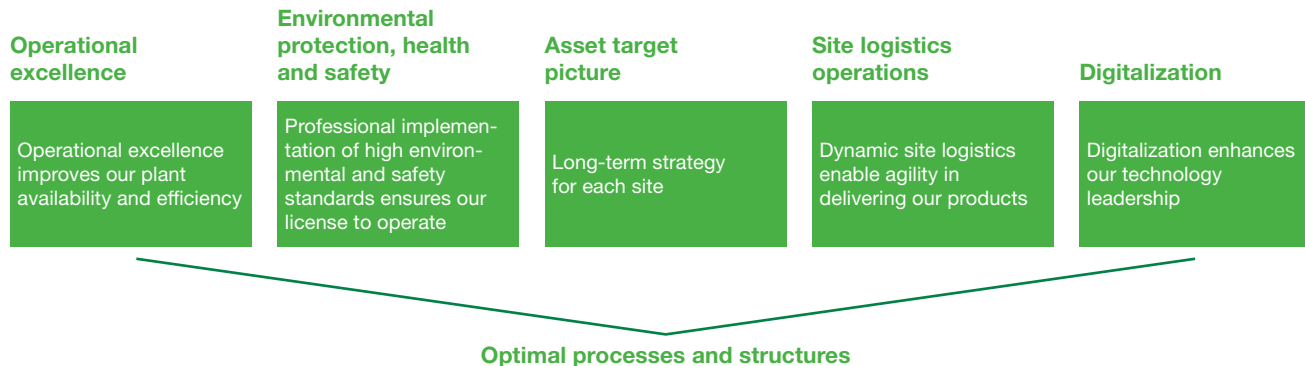 Operational
excellence
Operational excellence
improves our plant
availability and efficiency
Environmental
protection, health
and safety
Professional implemen-
tation of high environ-
mental and safety
standards ensures our
license to operate
Asset target
picture
Long-term strategy
for each site
Site logistics
operations
Dynamic site logistics
enable agility in
delivering our products
Digitalization
Digitalization enhances
our technology
leadership
Optimal processes and structures